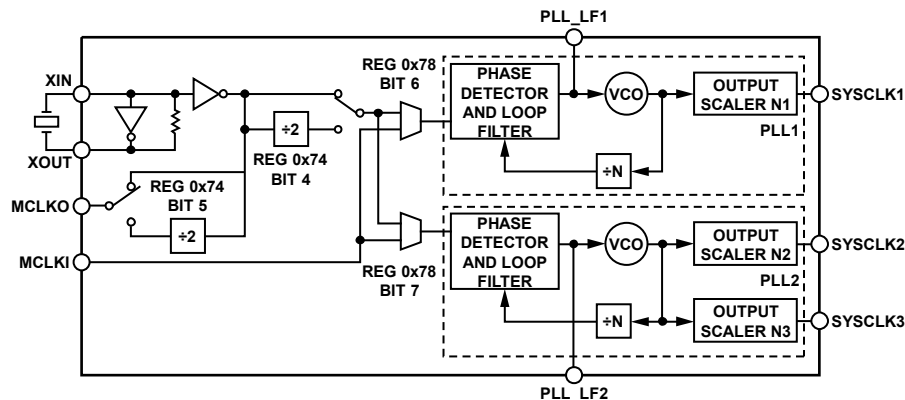 PLL_LF1
XIN
XOUT
MCLKO
MCLKI
÷2
REG 0x74
BIT 4
REG 0x74
BIT 5
÷2
REG 0x78
BIT 6
REG 0x78
BIT 7
PHASE
DETECTOR
AND LOOP
FILTER
VCO
OUTPUT
SCALER N1
PLL1
÷N
SYSCLK1
PHASE
DETECTOR
AND LOOP
FILTER
VCO
OUTPUT
SCALER N2
PLL2
÷N
OUTPUT
SCALER N3
SYSCLK2
SYSCLK3
PLL_LF2